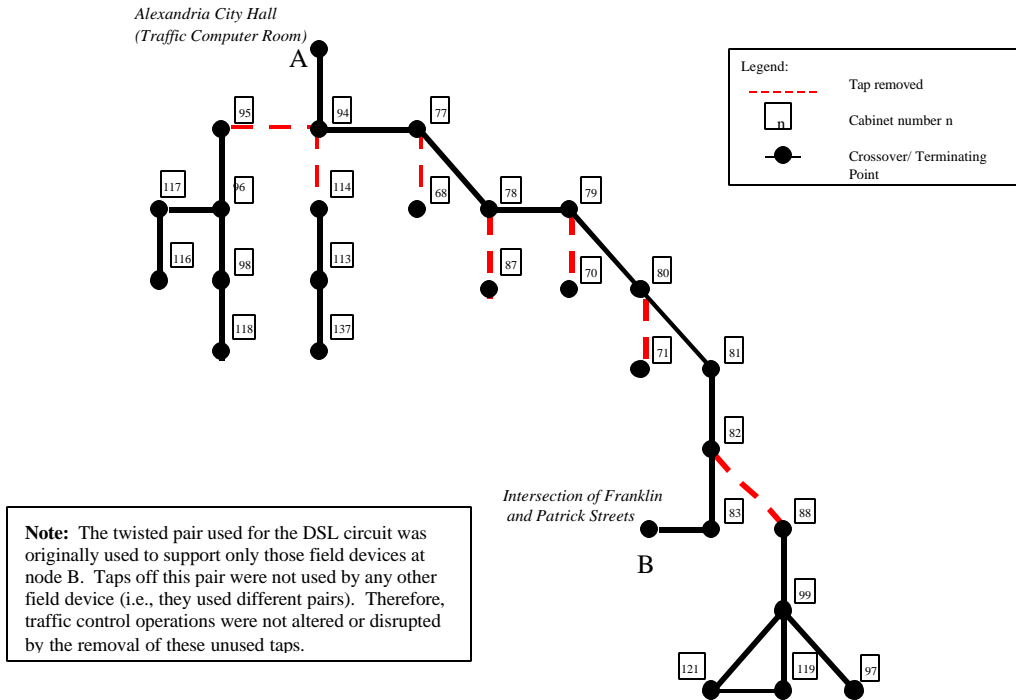 Alexandria City Hall
(Traffic Computer Room)
A
Legend:
Tap removed
n
Cabinet number n
Crossover/ Terminating
Point
95
94
77
117
96
114
68
78
79
116
98
113
87
70
80
118
137
71
81
82
Intersection of Franklin
and Patrick Streets
83
88
B
99
121
119
97
Note: The twisted pair used for the DSL circuit was
originally used to support only those field devices at
node B. Taps off this pair were not used by any other
field device (i.e., they used different pairs). Therefore,
traffic control operations were not altered or disrupted
by the removal of these unused taps.